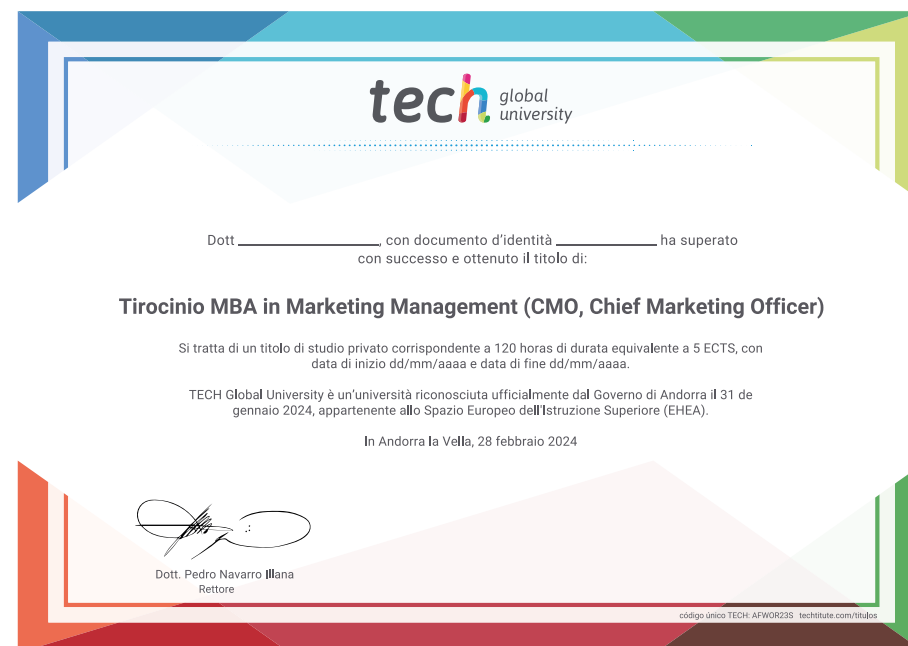 tech global university
Dott ____________, con documento d'identità ____________ ha superato
con successo e ottenuto il titolo di:
Tirocinio MBA in Marketing Management (CMO, Chief Marketing Officer)
Si tratta di un titolo di studio privato corrispondente a 120 horas di durata equivalente a 5 ECTS, con
data di inizio dd/mm/aaaa e data di fine dd/mm/aaaa.
TECH Global University è un'università riconosciuta ufficialmente dal Governo di Andorra il 31 de
gennaio 2024, appartenente allo Spazio Europeo dell'Istruzione Superiore (EHEA).
In Andorra la Vella, 28 febbraio 2024
Dott. Pedro Navarro Illana
Rettore
código único TECH: AFWOR23S techtitute.com/titulos